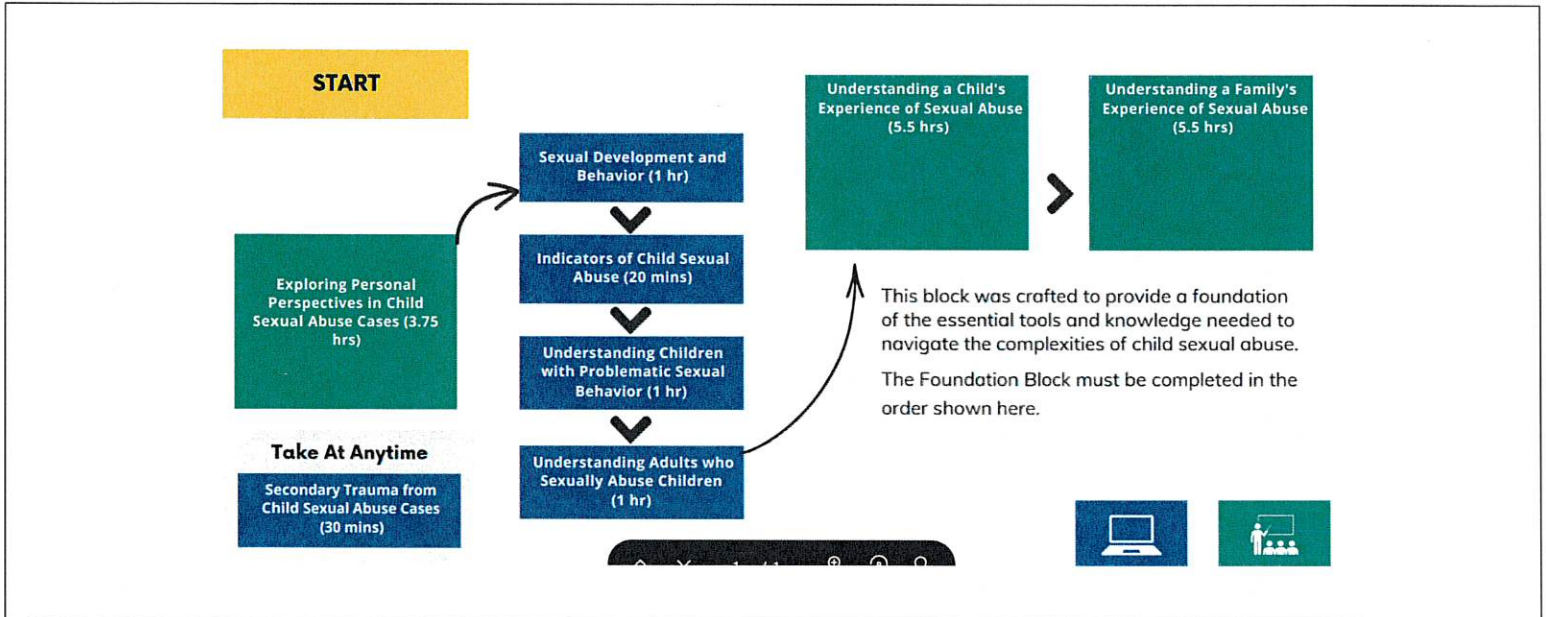 START
Exploring Personal
Perspectives in Child
Sexual Abuse Cases (3.75
hrs)
Take At Anytime
Secondary Trauma from
Child Sexual Abuse Cases
(30 mins)
Sexual Development and
Behavior (1 hr)
Indicators of Child Sexual
Abuse (20 mins)
Understanding Children
with Problematic Sexual
Behavior (1 hr)
Understanding Adults who
Sexually Abuse Children
(1 hr)
Understanding a Child's
Experience of Sexual Abuse
(5.5 hrs)
Understanding a Family's
Experience of Sexual Abuse
(5.5 hrs)
This block was crafted to provide a foundation
of the essential tools and knowledge needed to
navigate the complexities of child sexual abuse.
The Foundation Block must be completed in the
order shown here.